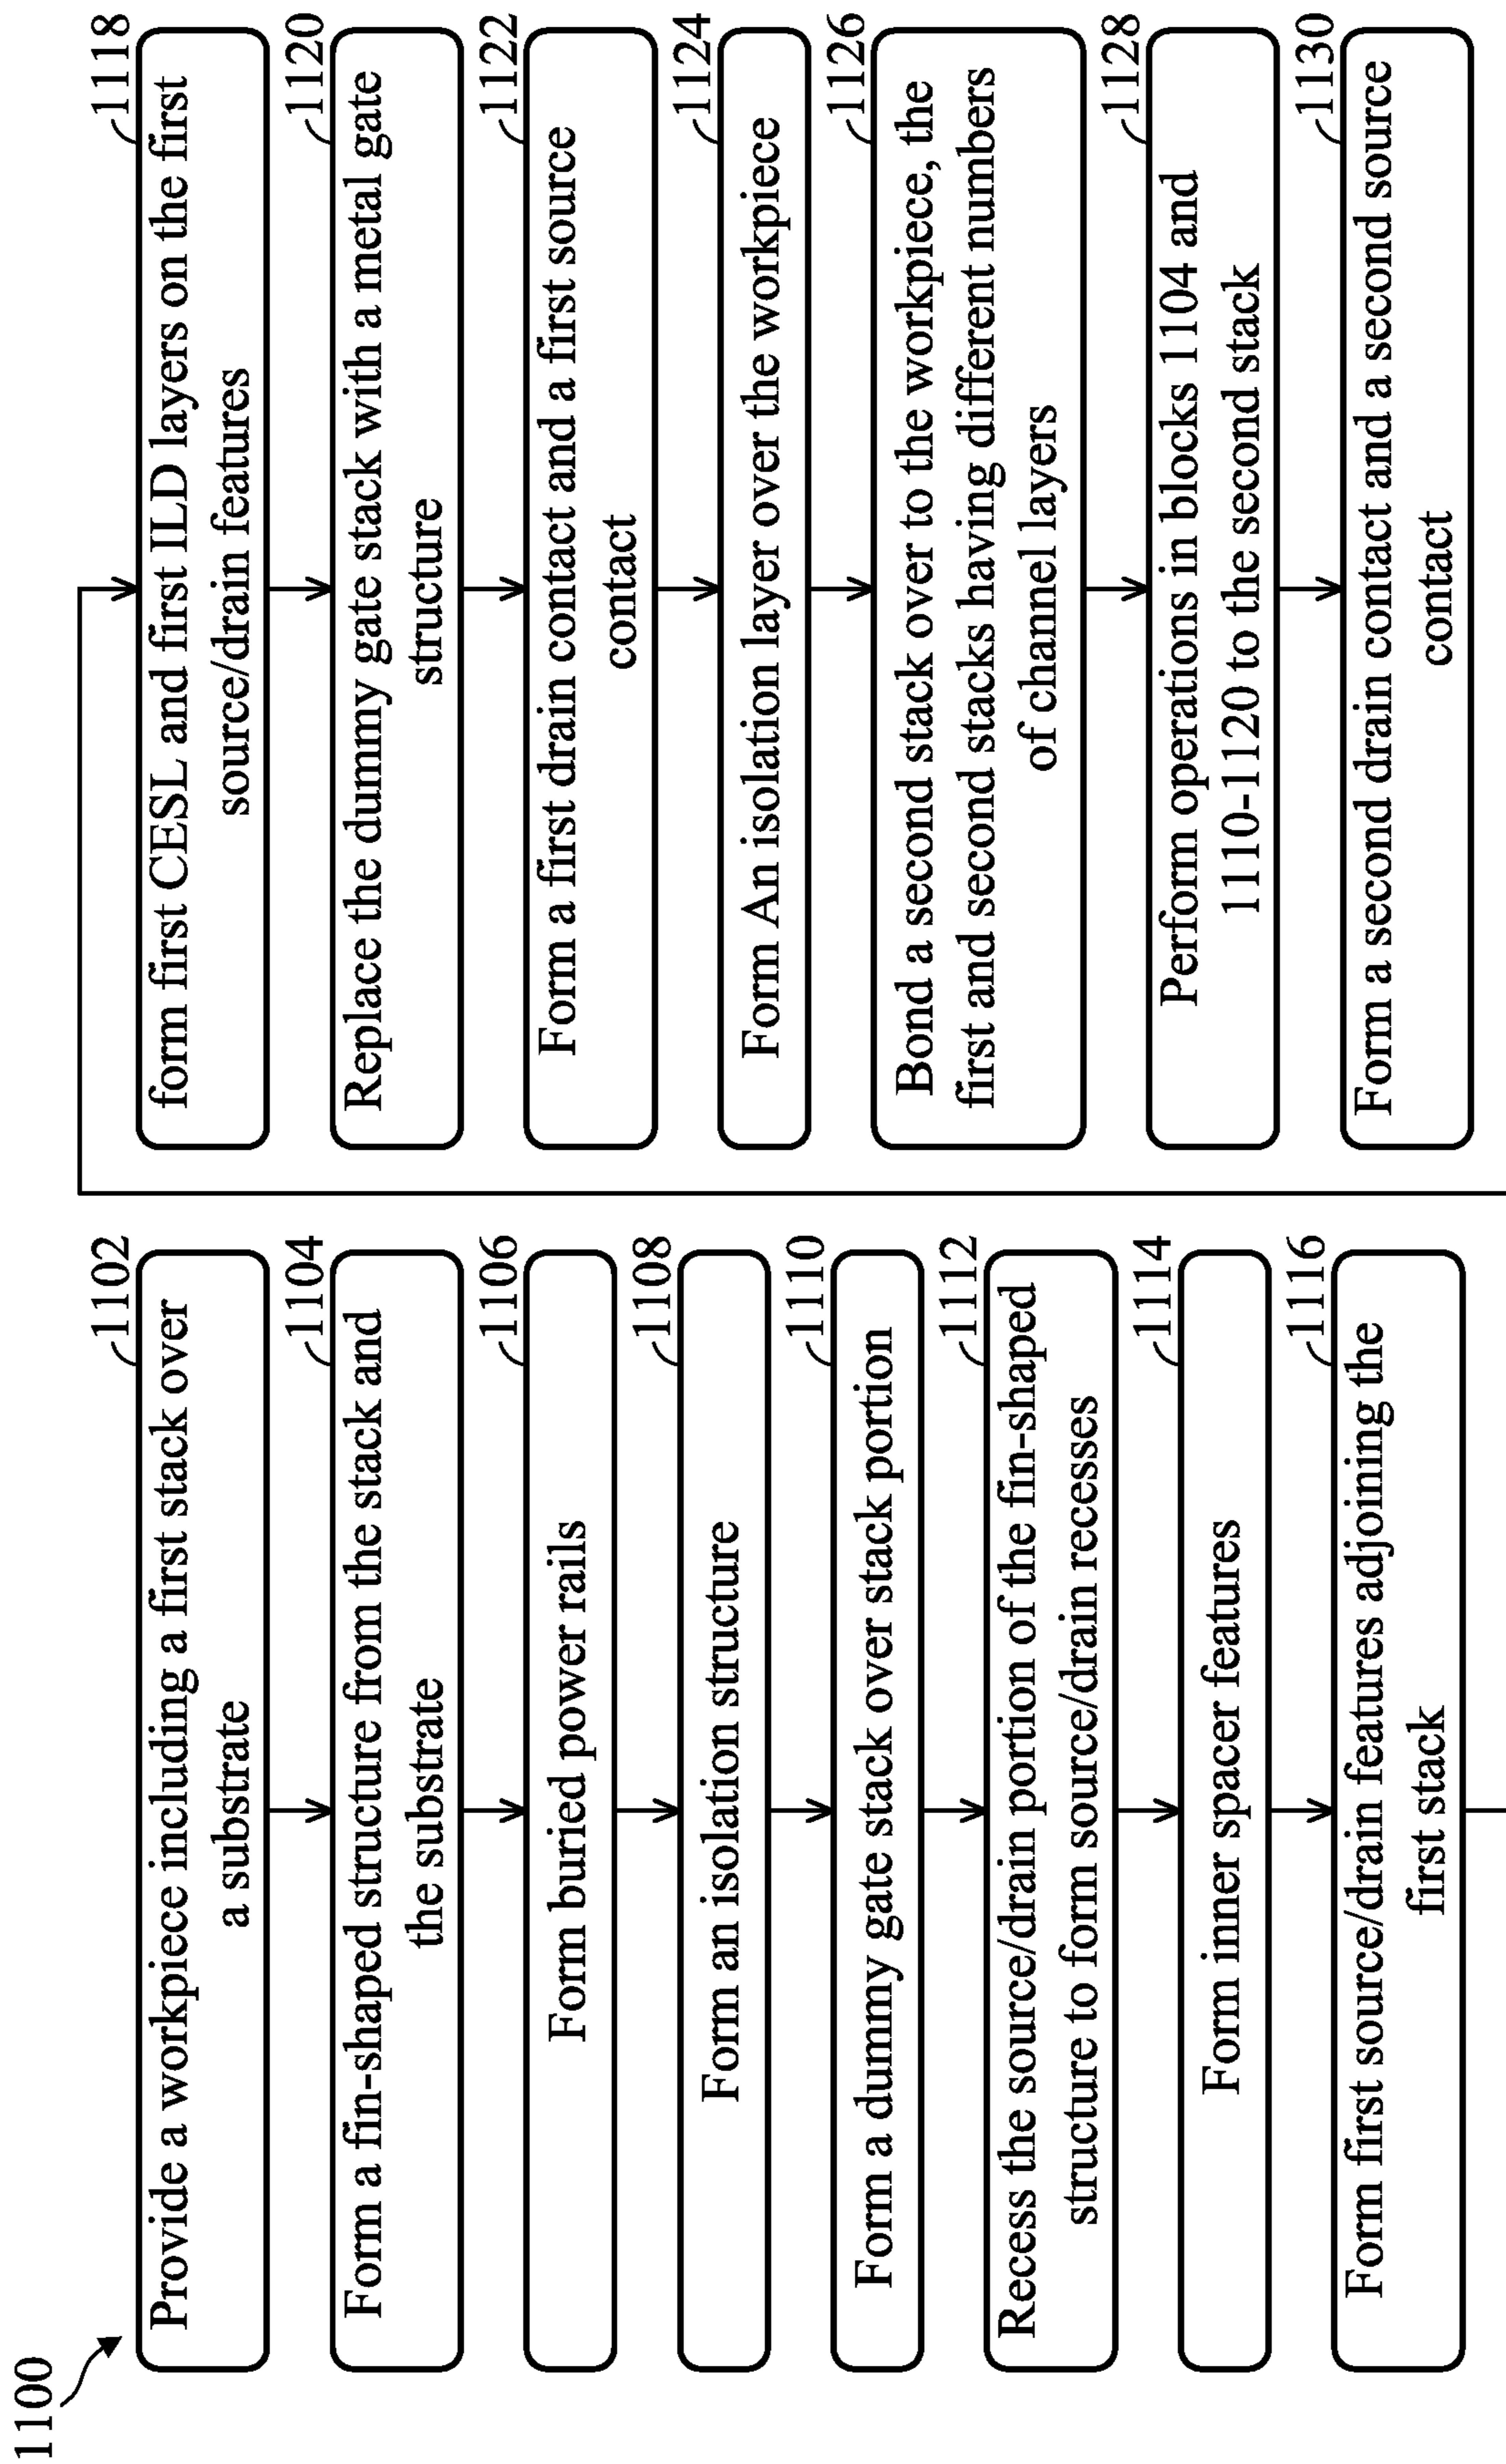 1100
1102
Provide a workpiece including a first stack over
a substrate
1104
Form a fin-shaped structure from the stack and
the substrate
1106
Form buried power rails
1108
Form an isolation structure
1110
Form a dummy gate stack over stack portion
1112
Recess the source/drain portion of the fin-shaped
structure to form source/drain recesses
1114
Form inner spacer features
1116
Form first source/drain features adjoining the
first stack
1118
form first CESL and first ILD layers on the first
source/drain features
1120
Replace the dummy gate stack with a metal gate
structure
1122
Form a first drain contact and a first source
contact
1124
Form An isolation layer over the workpiece
1126
Bond a second stack over to the workpiece, the
first and second stacks having different numbers
of channel layers
1128
Perform operations in blocks 1104 and
1110-1120 to the second stack
1130
Form a second drain contact and a second source
contact